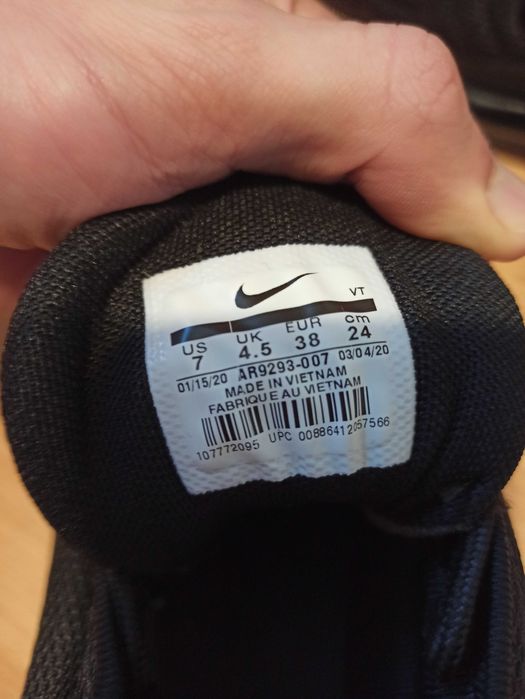 VT
US UK EUR cm
7 4.5 38 24
01/15/20 AR9293-007 03/04/20
MADE IN VIETNAM
FABRIQUE AU VIETNAM
107772095 UPC 00886412057566